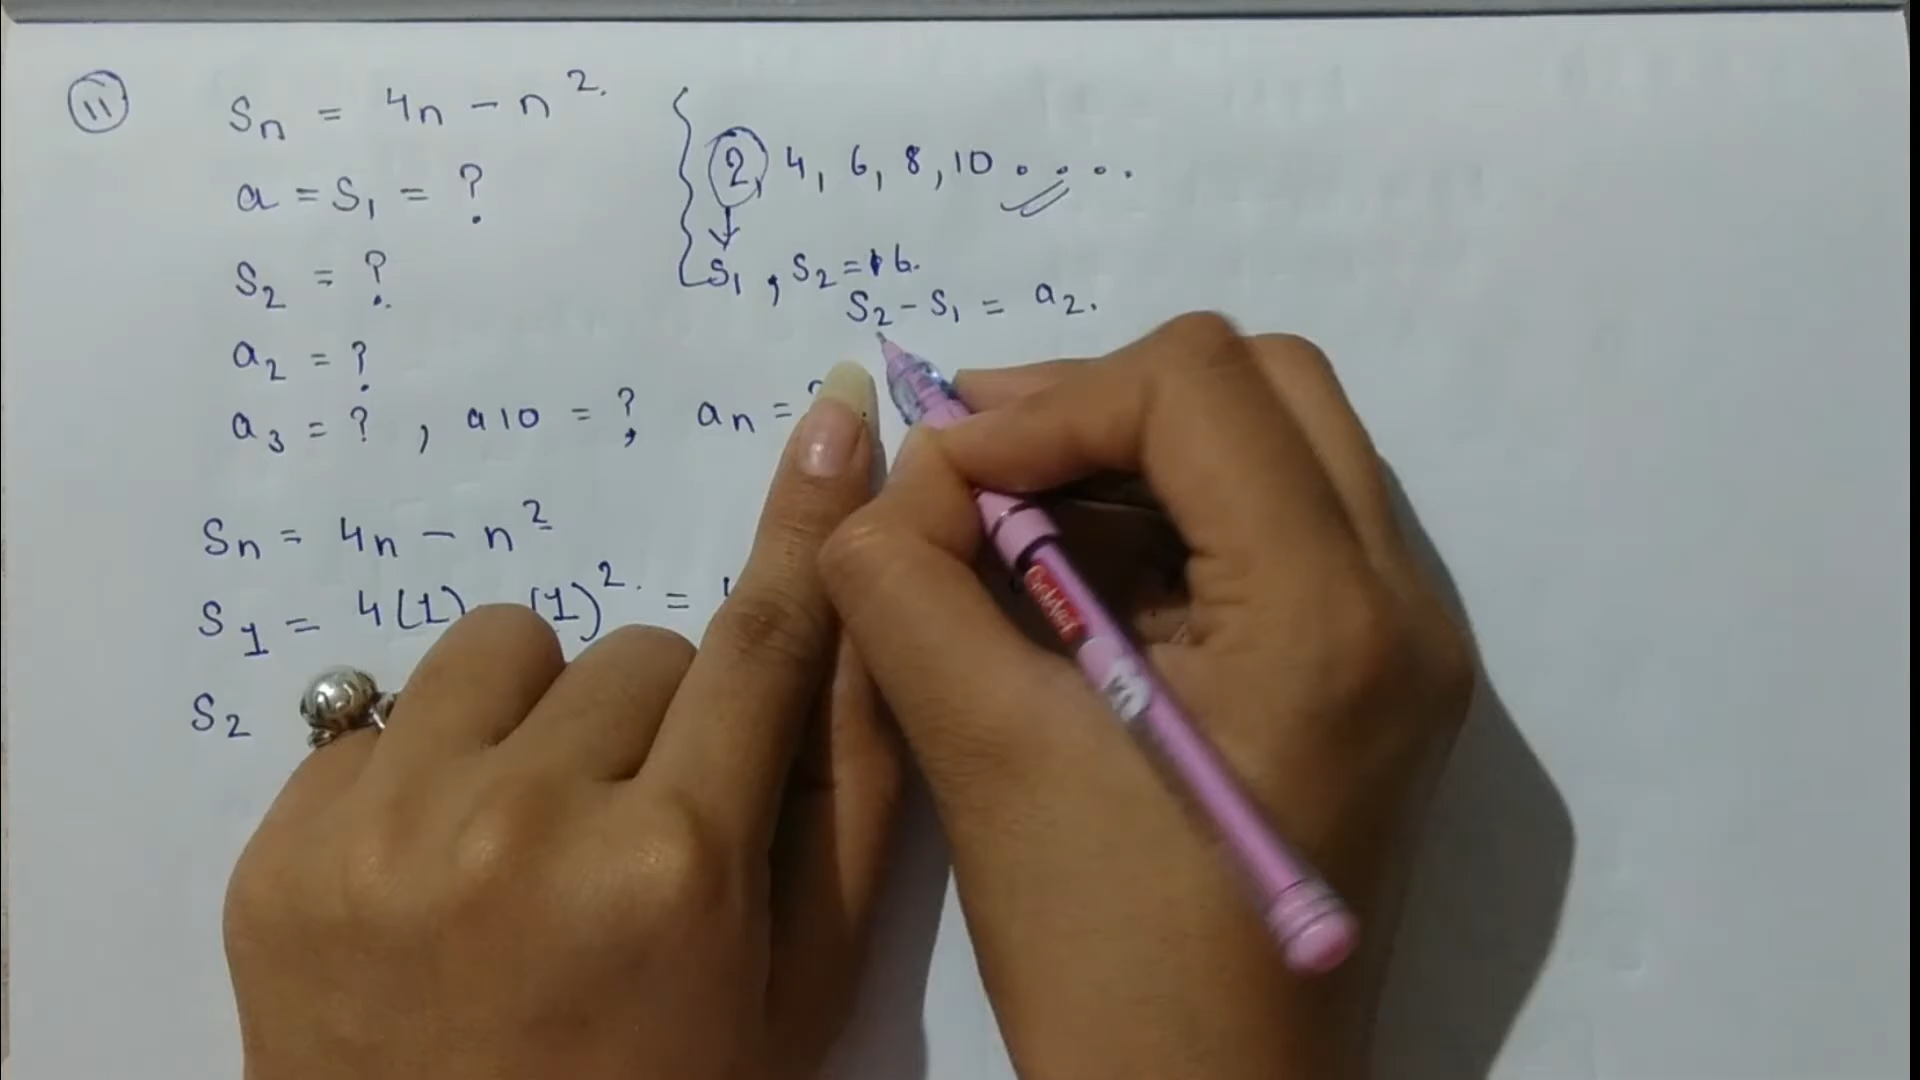 11
Sn = 4n - n².
a = S₁ = ?
S₂ = ?
a₂ = ?
a₃ = ?, a10 = ?, an =
2, 4, 6, 8, 10 . . . .
S₁, S₂ = 6.
S₂ - S₁ = a₂.
Sn = 4n - n²
S₁ = 4(1) - (1)². =
S₂